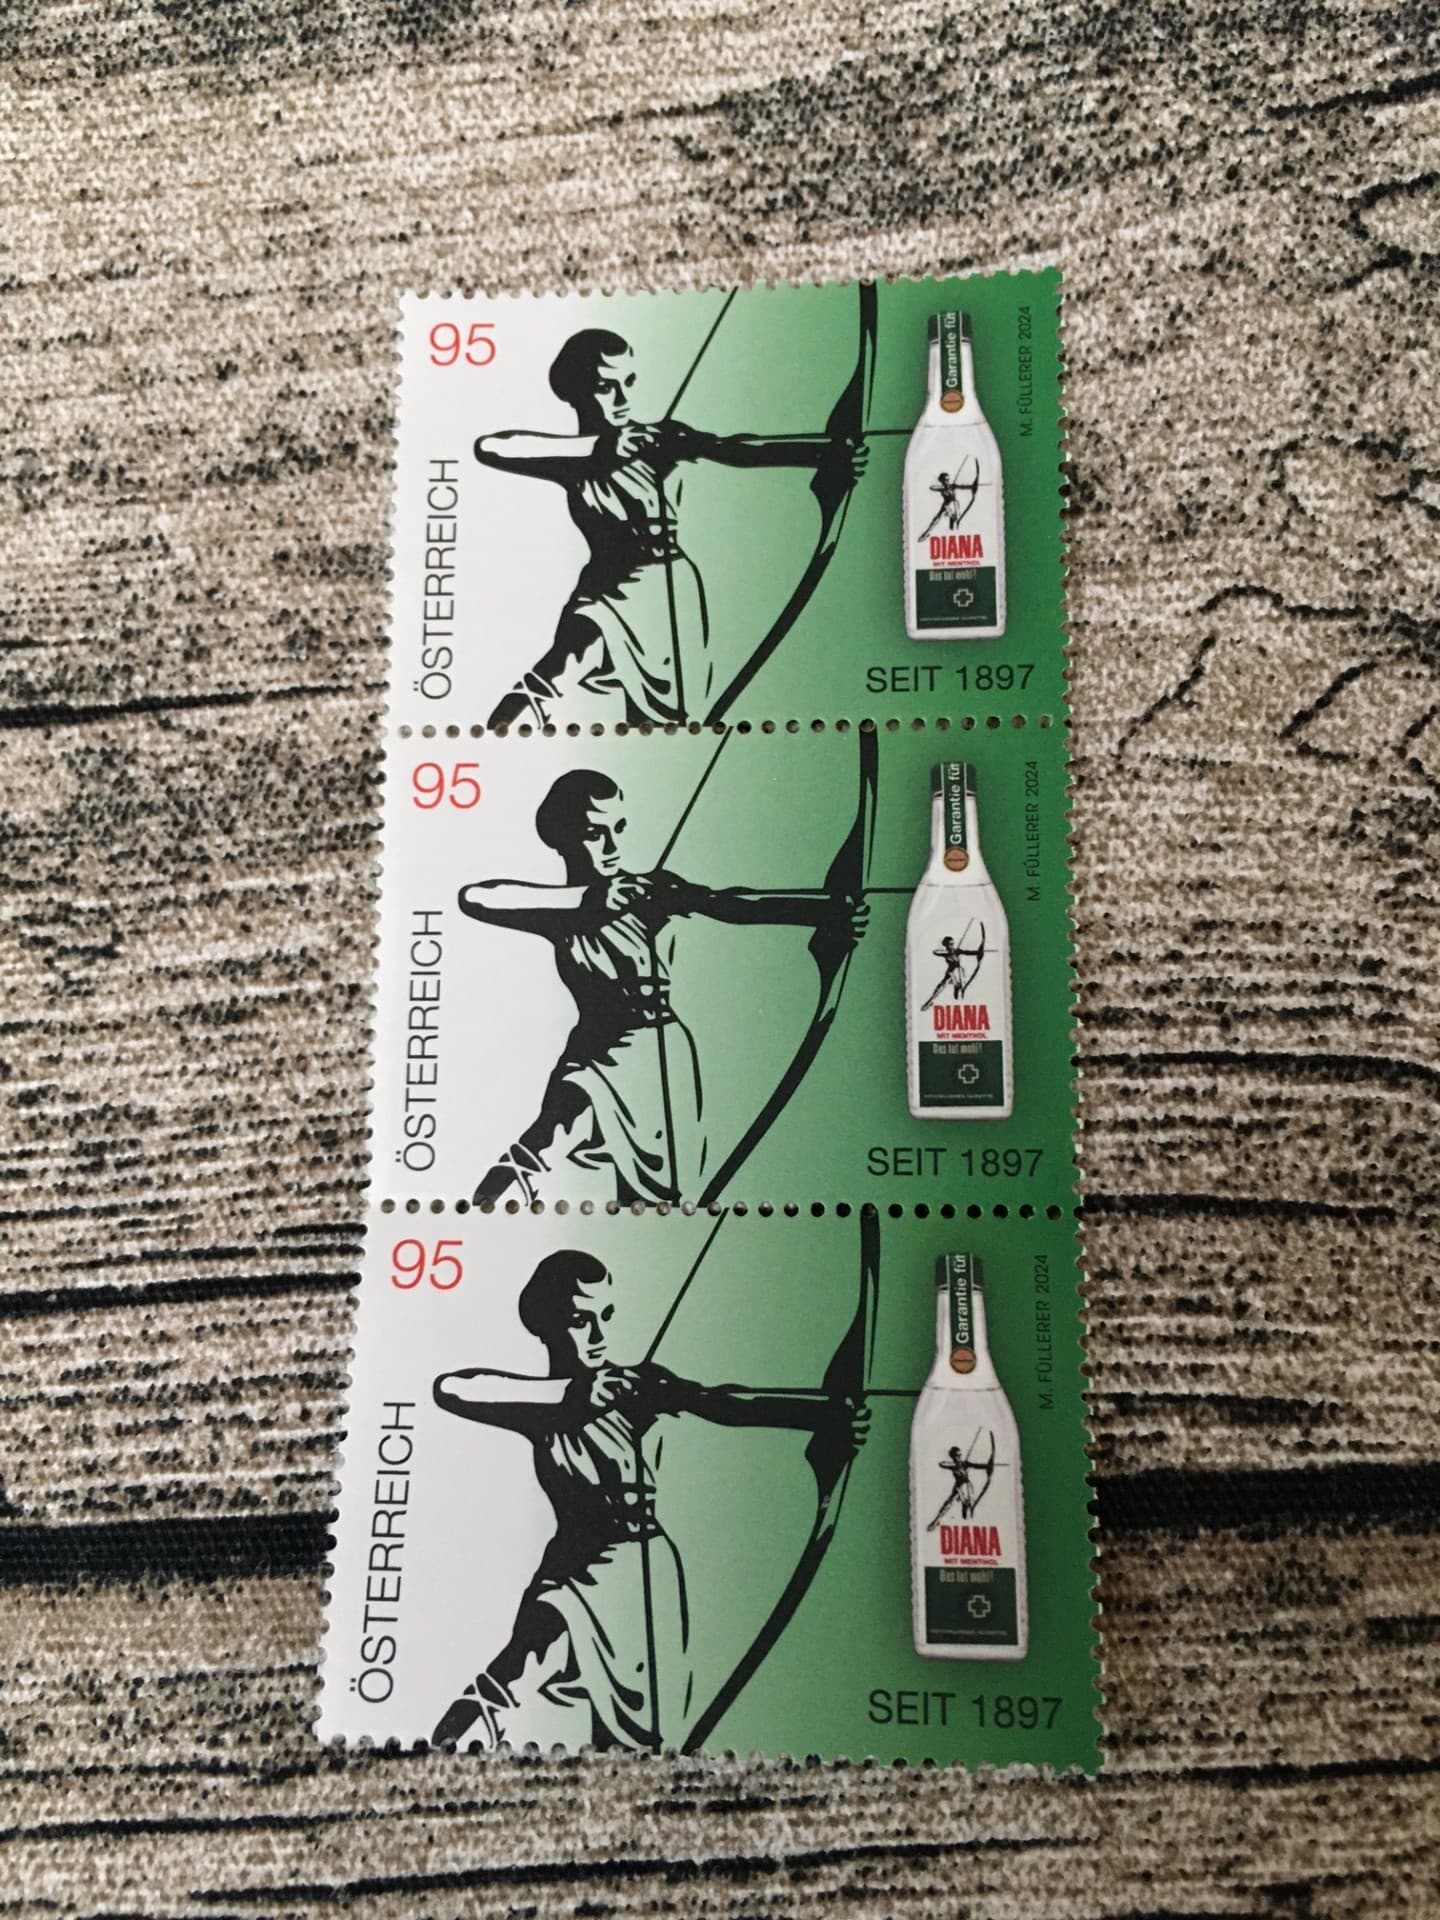 95
ÖSTERREICH
Garantie für
M. FÜLLERER 2024
DIANA
MIT MENTHOL
Das tut wohl!
SEIT 1897
95
ÖSTERREICH
Garantie für
M. FÜLLERER 2024
DIANA
MIT MENTHOL
Das tut wohl!
SEIT 1897
95
ÖSTERREICH
Garantie für
M. FÜLLERER 2024
DIANA
MIT MENTHOL
Das tut wohl!
SEIT 1897